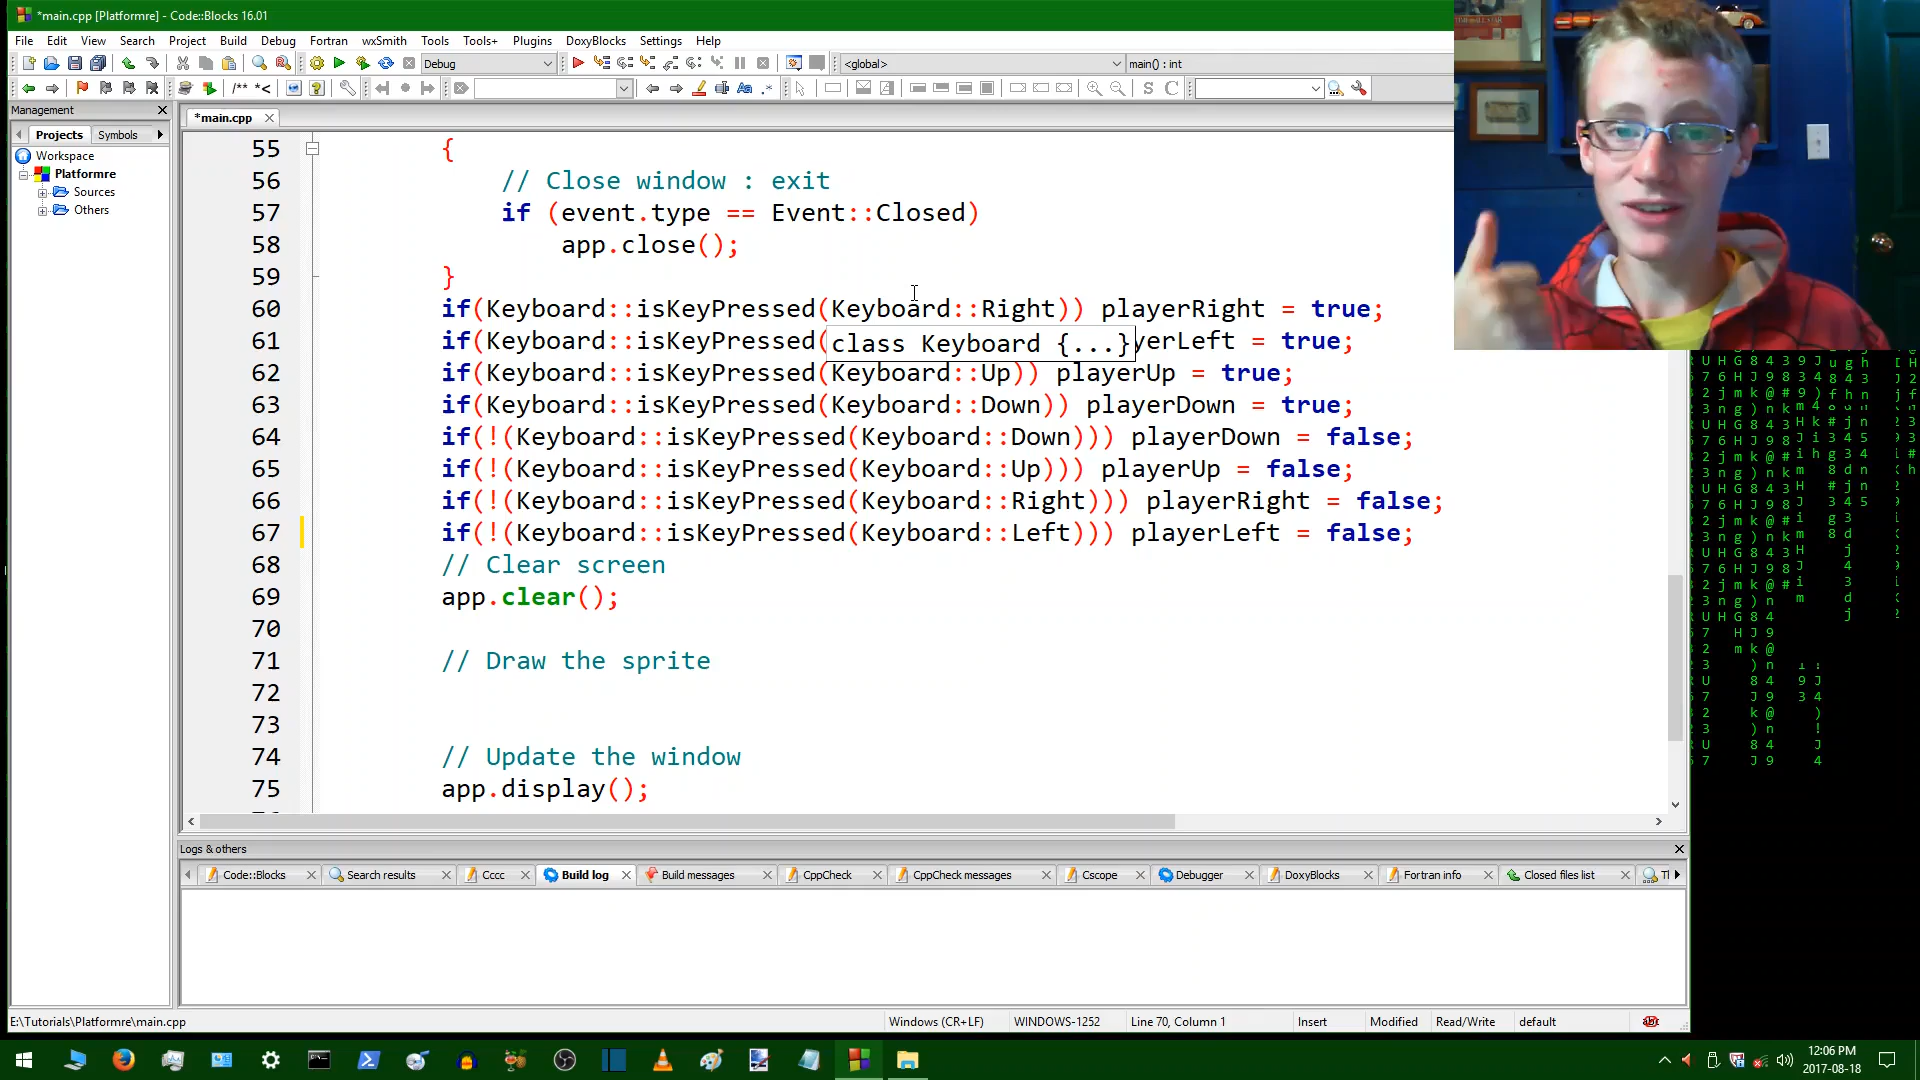 *main.cpp [Platformre] - Code::Blocks 16.01
File Edit View Search Project Build Debug Fortran wxSmith Tools Tools+ Plugins DoxyBlocks Settings Help
Debug <global> main() : int
/** *<
Management
*main.cpp
Projects Symbols
Workspace
Platformre
Sources
Others
55 {
56 // Close window : exit
57 if (event.type == Event::Closed)
58 app.close();
59 }
60 if(Keyboard::isKeyPressed(Keyboard::Right)) playerRight = true;
61 if(Keyboard::isKeyPressed( class Keyboard {...} yerLeft = true;
62 if(Keyboard::isKeyPressed(Keyboard::Up)) playerUp = true;
63 if(Keyboard::isKeyPressed(Keyboard::Down)) playerDown = true;
64 if(!(Keyboard::isKeyPressed(Keyboard::Down))) playerDown = false;
65 if(!(Keyboard::isKeyPressed(Keyboard::Up))) playerUp = false;
66 if(!(Keyboard::isKeyPressed(Keyboard::Right))) playerRight = false;
67 if(!(Keyboard::isKeyPressed(Keyboard::Left))) playerLeft = false;
68 // Clear screen
69 app.clear();
70
71 // Draw the sprite
72
73
74 // Update the window
75 app.display();
Logs & others
Code::Blocks Search results Cccc Build log Build messages CppCheck CppCheck messages Cscope Debugger DoxyBlocks Fortran info Closed files list
E:\Tutorials\Platformre\main.cpp Windows (CR+LF) WINDOWS-1252 Line 70, Column 1 Insert Modified Read/Write default
12:06 PM
2017-08-18